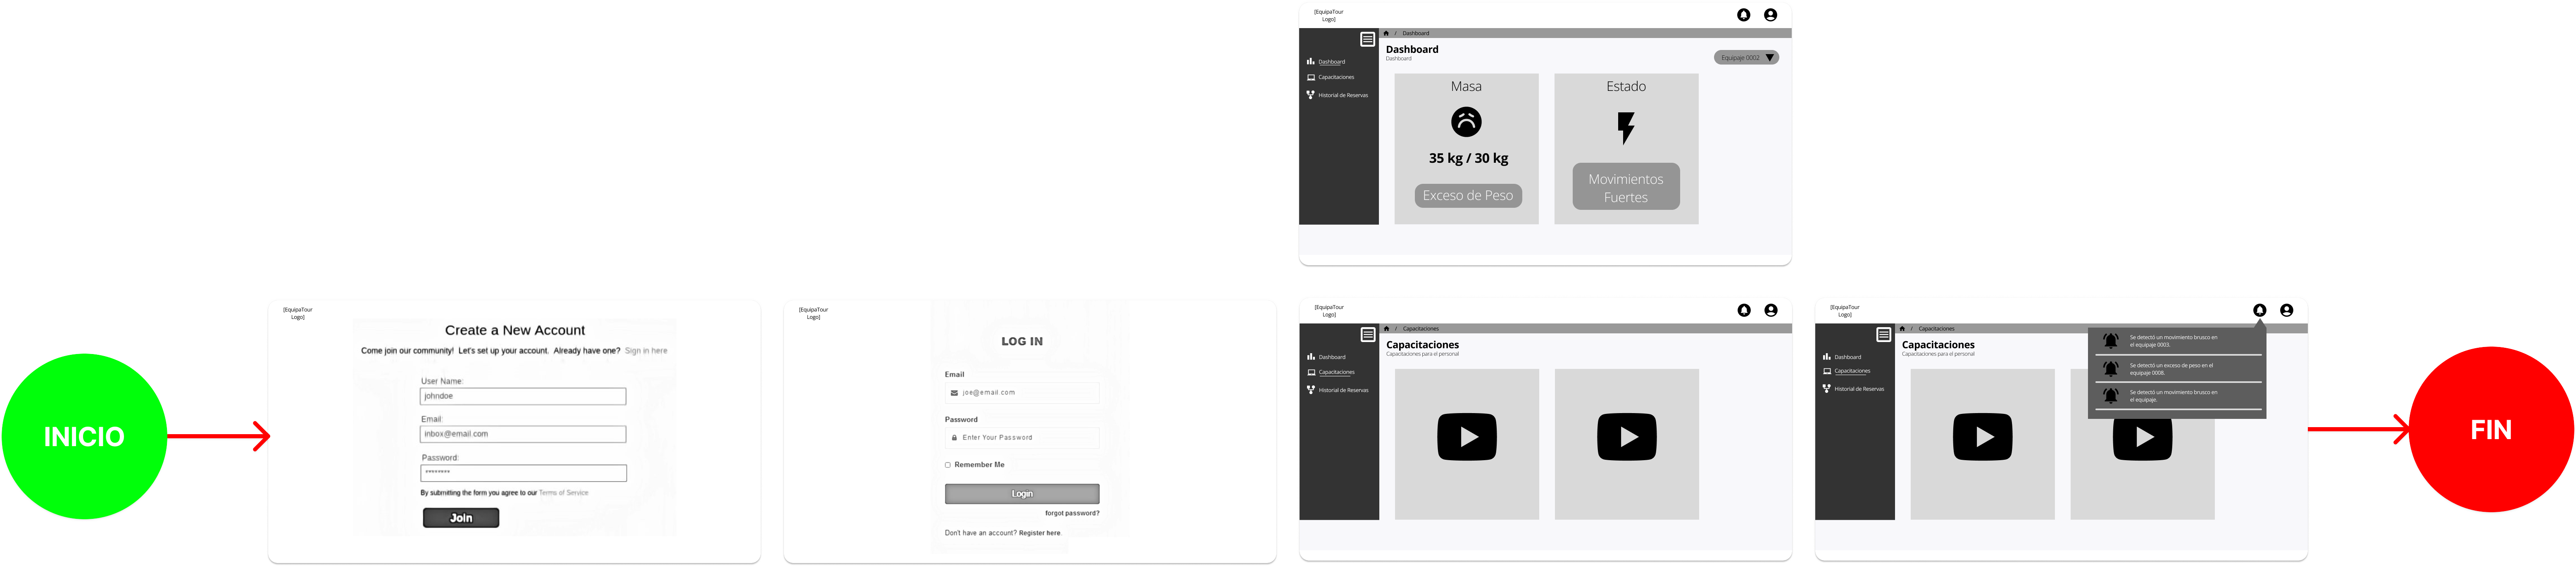 INICIO
[EquipaTour
Logo]
Create a New Account
Come join our community! Let's set up your account. Already have one? Sign in here
User Name:
johndoe
Email:
inbox@email.com
Password:
********
By submitting the form you agree to our Terms of Service
Join
[EquipaTour
Logo]
LOG IN
Email
joe@email.com
Password
Enter Your Password
Remember Me
Login
forgot password?
Don't have an account? Register here.
[EquipaTour
Logo]
/ Dashboard
Dashboard
Capacitaciones
Historial de Reservas
Dashboard
Dashboard
Equipaje 0002
Masa
35 kg / 30 kg
Exceso de Peso
Estado
Movimientos
Fuertes
[EquipaTour
Logo]
/ Capacitaciones
Dashboard
Capacitaciones
Historial de Reservas
Capacitaciones
Capacitaciones para el personal
[EquipaTour
Logo]
/ Capacitaciones
Dashboard
Capacitaciones
Historial de Reservas
Capacitaciones
Capacitaciones para el personal
Se detectó un movimiento brusco en
el equipaje 0003.
Se detectó un exceso de peso en el
equipaje 0008.
Se detectó un movimiento brusco en
el equipaje.
FIN